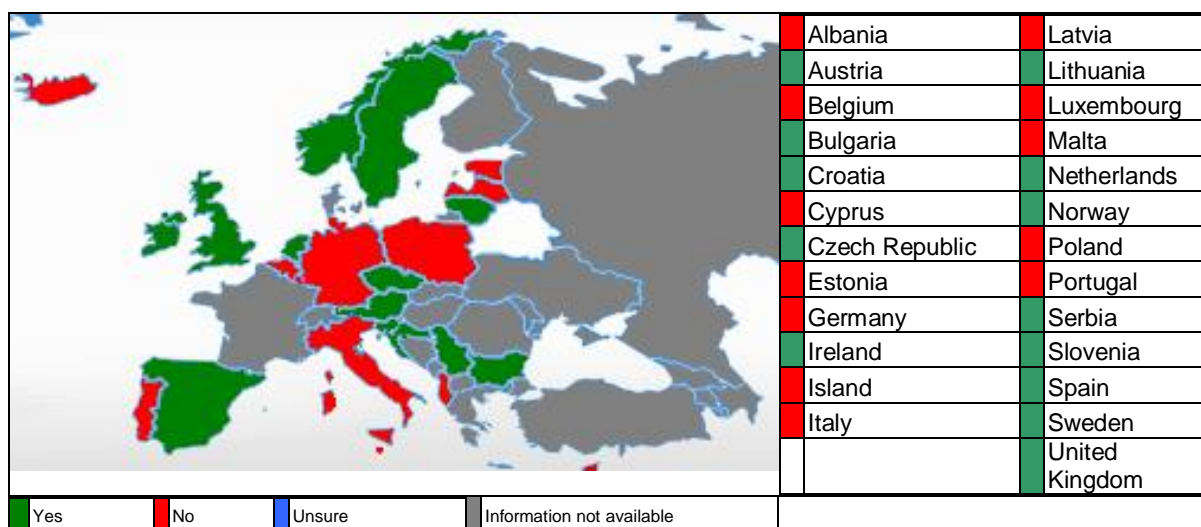 Albania
Latvia
Austria
Lithuania
Belgium
Luxembourg
Bulgaria
Malta
Croatia
Netherlands
Cyprus
Norway
Czech Republic
Poland
Estonia
Portugal
Germany
Serbia
Ireland
Slovenia
Island
Spain
Italy
Sweden
United
Kingdom
Yes
No
Unsure
Information not available